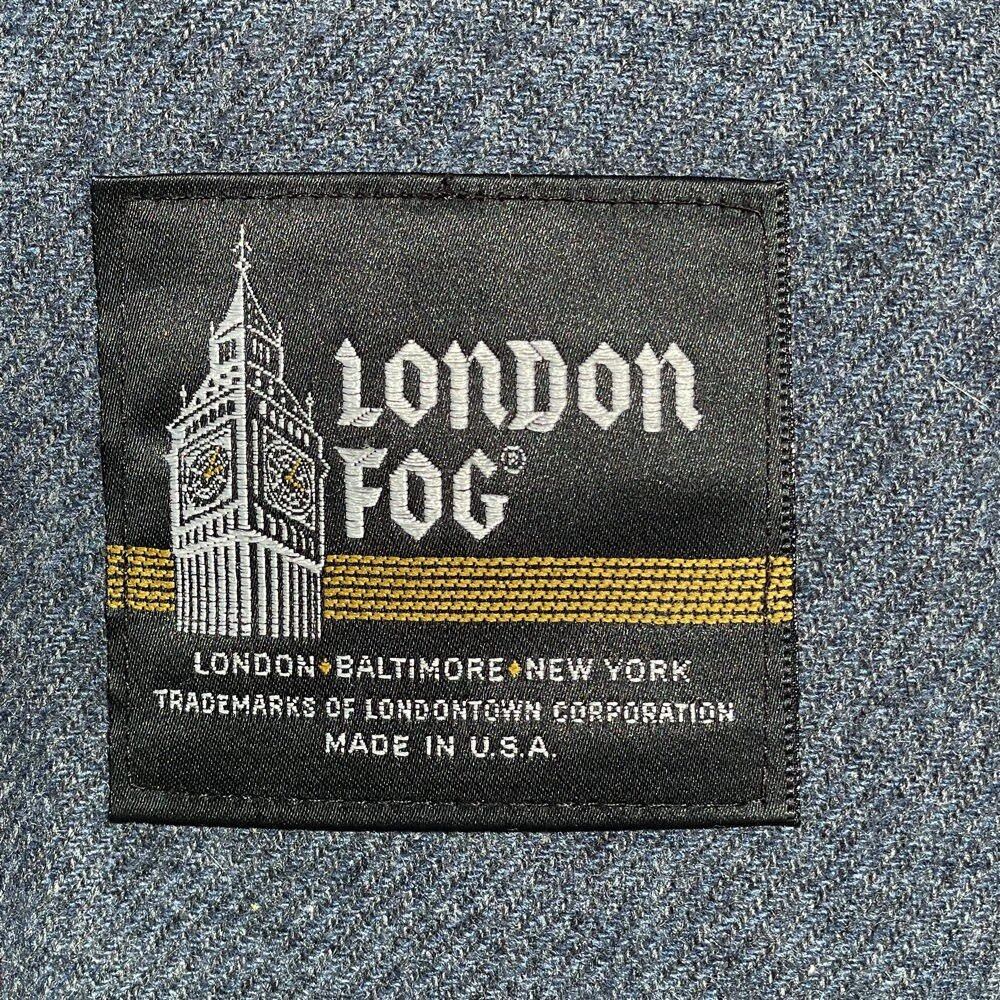 LONDON
FOG®
LONDON♦BALTIMORE♦NEW YORK
TRADEMARKS OF LONDONTOWN CORPORATION
MADE IN U.S.A.